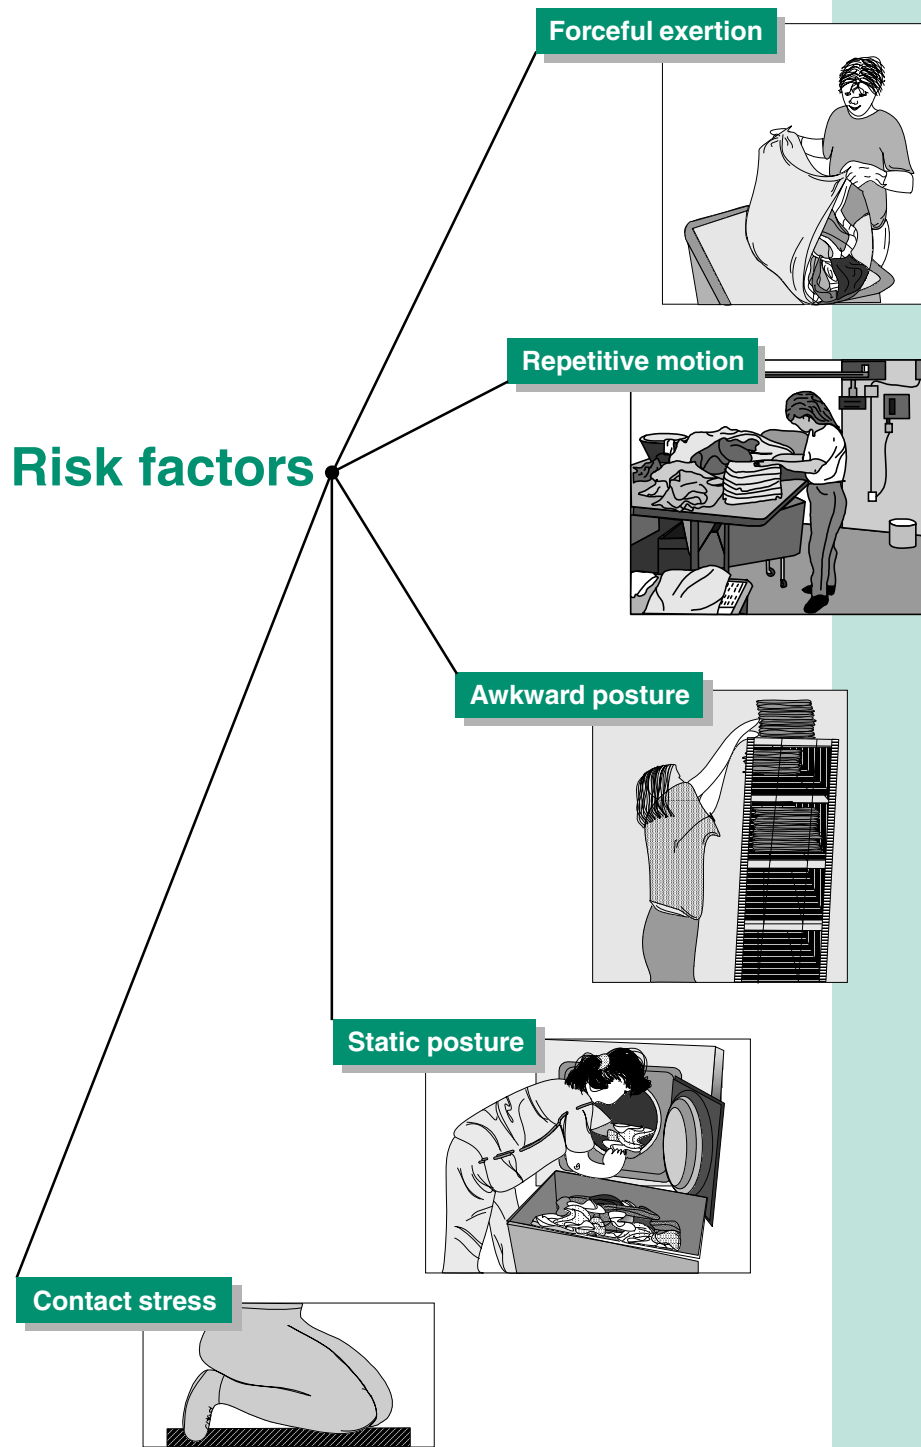 Forceful exertion
Repetitive motion
Risk factors
Awkward posture
Static posture
Contact stress